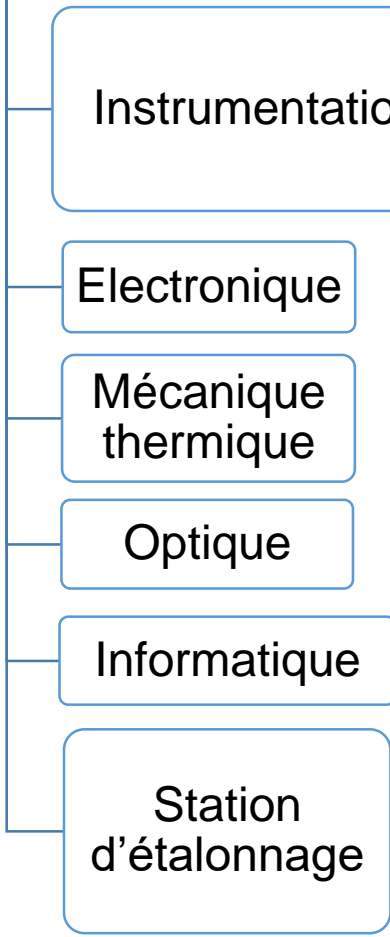 Instrumentatio
Electronique
Mécanique
thermique
Optique
Informatique
Station
d’étalonnage